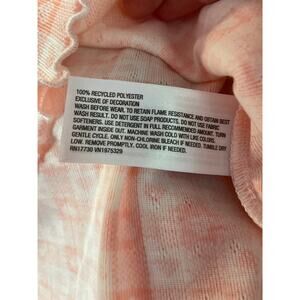 100% RECYCLED POLYESTER
EXCLUSIVE OF DECORATION
WASH BEFORE WEAR. TO RETAIN FLAME RESISTANCE AND OBTAIN BEST
WASH RESULT. DO NOT USE SOAP PRODUCTS. DO NOT USE FABRIC
SOFTENERS. USE DETERGENT IN FULL RECOMMENDED AMOUNT. TURN
GARMENT INSIDE OUT. MACHINE WASH COLD WITH LIKE COLORS.
GENTLE CYCLE. ONLY NON-CHLORINE BLEACH IF NEEDED. TUMBLE DRY
LOW. REMOVE PROMPTLY. COOL IRON IF NEEDED.
RN17730 VN1975329